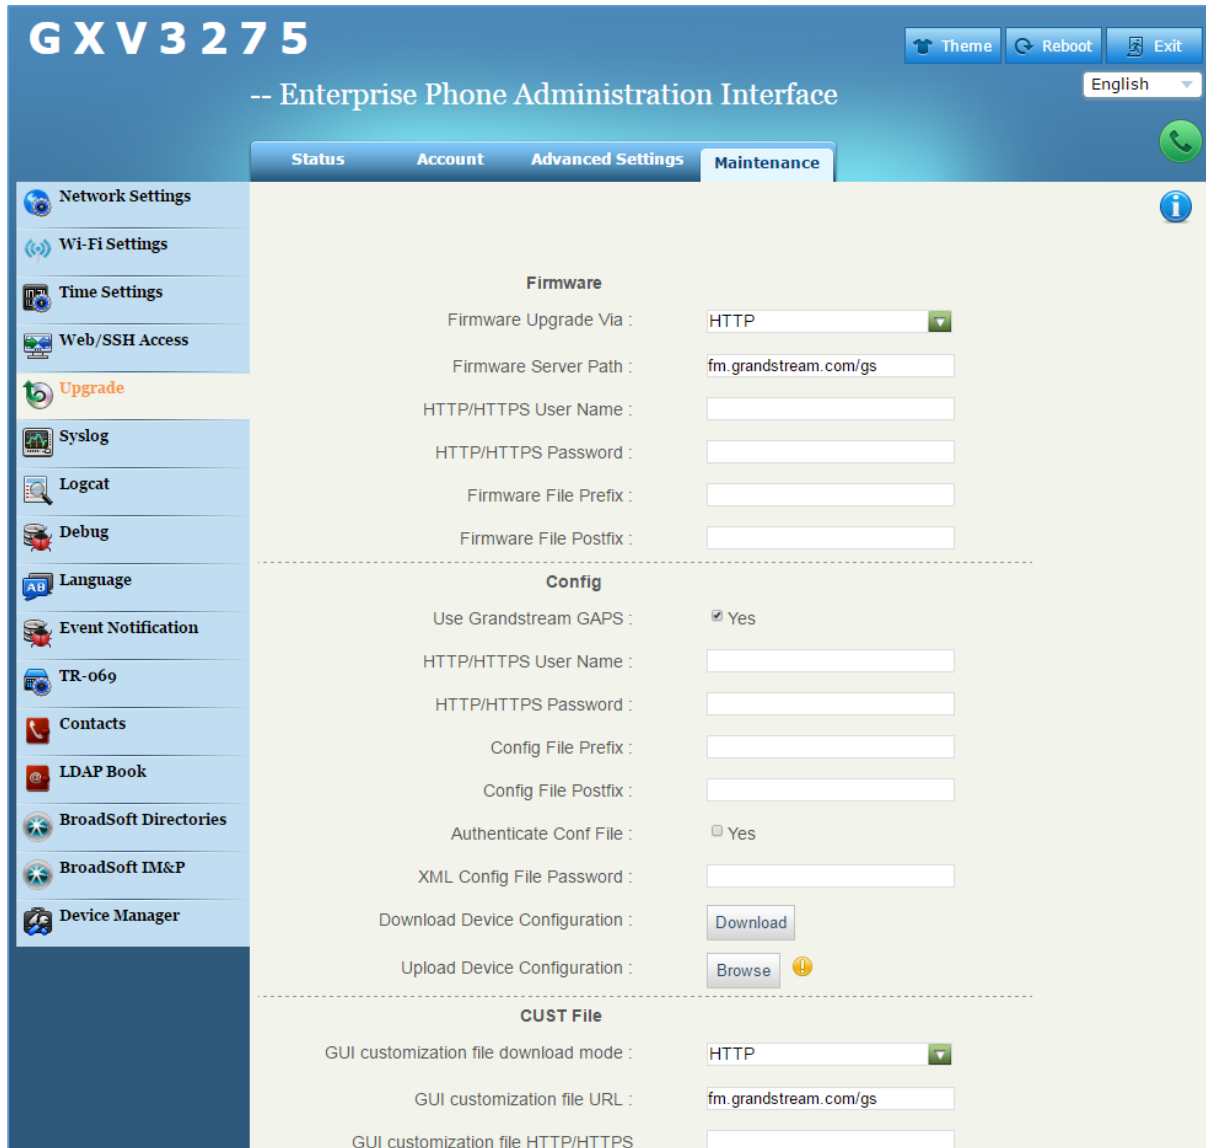 GXV3275
Theme
Reboot
Exit
-- Enterprise Phone Administration Interface
English
Status
Account
Advanced Settings
Maintenance
Network Settings
Wi-Fi Settings
Time Settings
Web/SSH Access
Upgrade
Syslog
Logcat
Debug
Language
Event Notification
TR-069
Contacts
LDAP Book
BroadSoft Directories
BroadSoft IM&P
Device Manager
Firmware
Firmware Upgrade Via : HTTP
Firmware Server Path : fm.grandstream.com/gs
HTTP/HTTPS User Name :
HTTP/HTTPS Password :
Firmware File Prefix :
Firmware File Postfix :
Config
Use Grandstream GAPS : Yes
HTTP/HTTPS User Name :
HTTP/HTTPS Password :
Config File Prefix :
Config File Postfix :
Authenticate Conf File : Yes
XML Config File Password :
Download Device Configuration : Download
Upload Device Configuration : Browse
CUST File
GUI customization file download mode : HTTP
GUI customization file URL : fm.grandstream.com/gs
GUI customization file HTTP/HTTPS